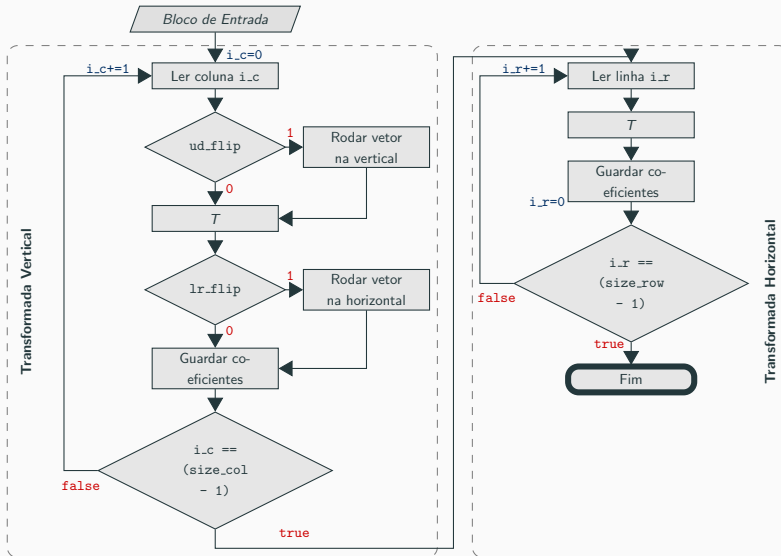 Bloco de Entrada
i_c=0
i_c+=1
Ler coluna i_c
ud_flip
1
Rodar vetor
na vertical
0
T
lr_flip
1
Rodar vetor
na horizontal
0
Guardar co-
eficientes
i_c ==
(size_col
- 1)
false
true
Transformada Vertical
i_r+=1
Ler linha i_r
T
Guardar co-
eficientes
i_r=0
i_r ==
(size_row
- 1)
false
true
Fim
Transformada Horizontal